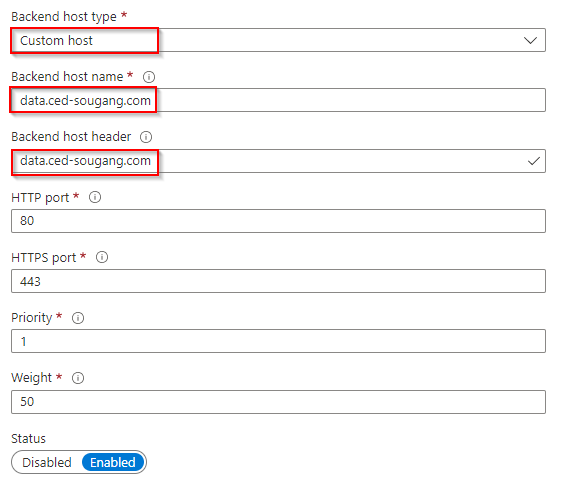 Backend host type *
Custom host
Backend host name *
data.ced-sougang.com
Backend host header
data.ced-sougang.com
HTTP port *
80
HTTPS port *
443
Priority *
1
Weight *
50
Status
Disabled Enabled